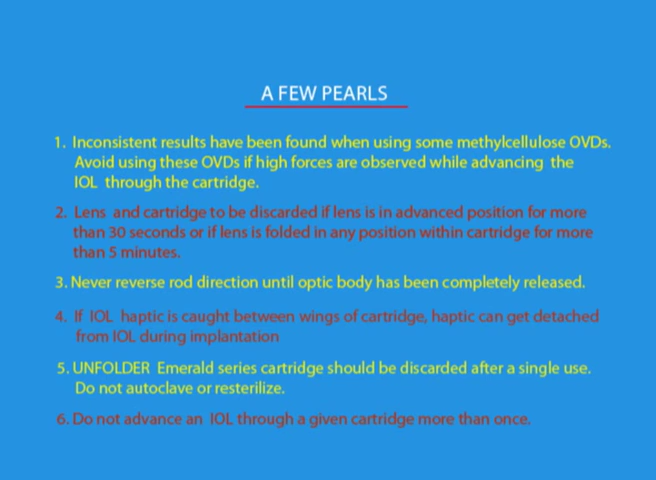 A FEW PEARLS
1. Inconsistent results have been found when using some methylcellulose OVDs.
Avoid using these OVDs if high forces are observed while advancing the
IOL through the cartridge.
2. Lens and cartridge to be discarded if lens is in advanced position for more
than 30 seconds or if lens is folded in any position within cartridge for more
than 5 minutes.
3. Never reverse rod direction until optic body has been completely released.
4. If IOL haptic is caught between wings of cartridge, haptic can get detached
from IOL during implantation
5. UNFOLDER Emerald series cartridge should be discarded after a single use.
Do not autoclave or resterilize.
6. Do not advance an IOL through a given cartridge more than once.